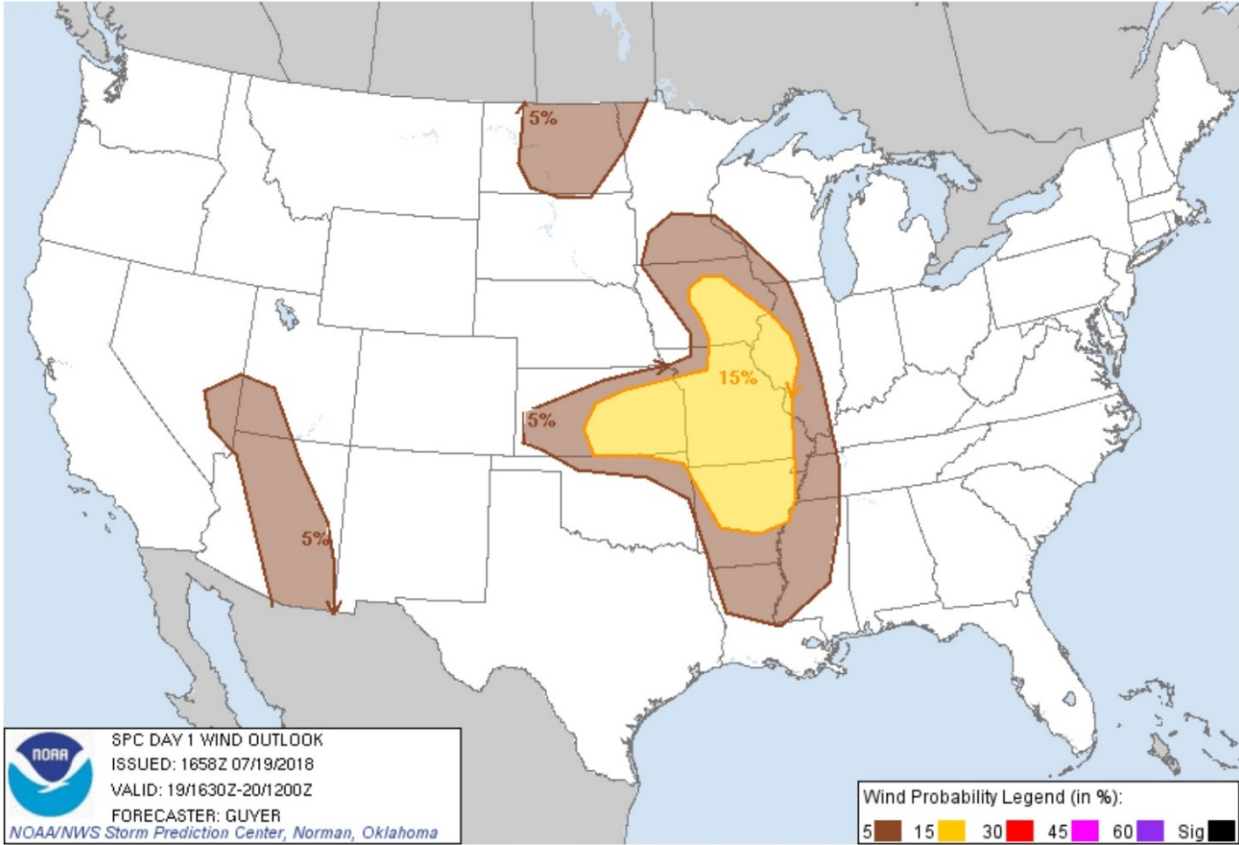 5%
15%
5%
5%
NOAA
SPC DAY 1 WIND OUTLOOK
ISSUED: 1658Z 07/19/2018
VALID: 19/1630Z-20/1200Z
FORECASTER: GUYER
NOAA/NWS Storm Prediction Center, Norman, Oklahoma
Wind Probability Legend (in %):
5 15 30 45 60 Sig